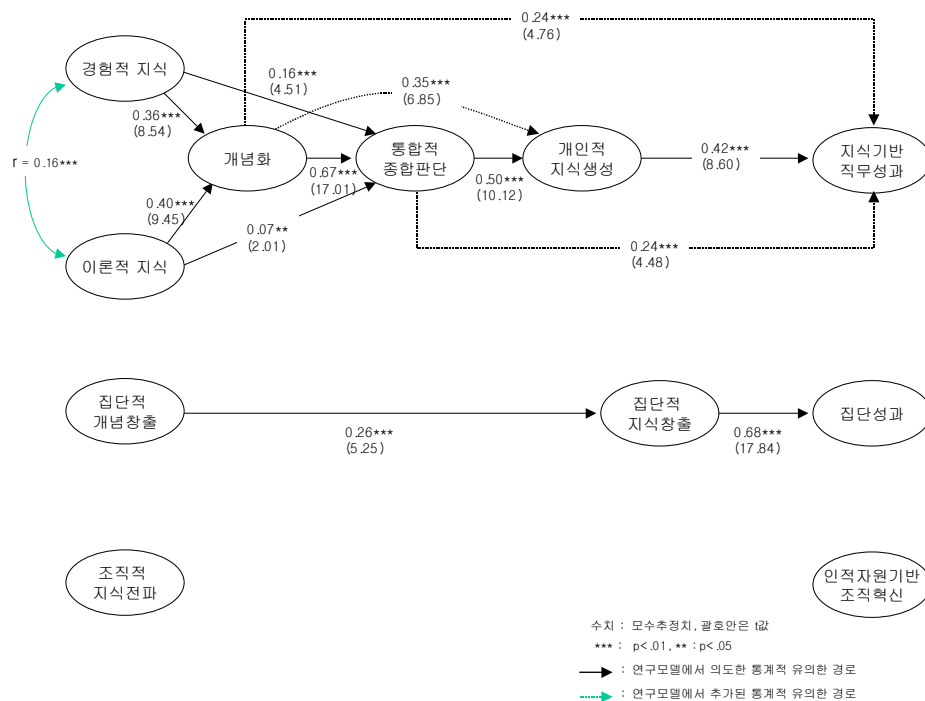 0.24***
(4.76)
경험적 지식
0.16***
(4.51)
0.35***
(6.85)
0.36***
(8.54)
r = 0.16***
개념화
통합적
종합판단
개인적
지식생성
지식기반
직무성과
0.67***
(17.01)
0.50***
(10.12)
0.42***
(8.60)
0.40***
(9.45)
0.07**
(2.01)
0.24***
(4.48)
이론적 지식
집단적
개념창출
집단적
지식창출
집단성과
0.26***
(5.25)
0.68***
(17.84)
조직적
지식전파
인적자원기반
조직혁신
수치 : 모수추정치, 괄호안은 t값
*** : p<.01, ** : p<.05
: 연구모델에서 의도한 통계적 유의한 경로
: 연구모델에서 추가된 통계적 유의한 경로